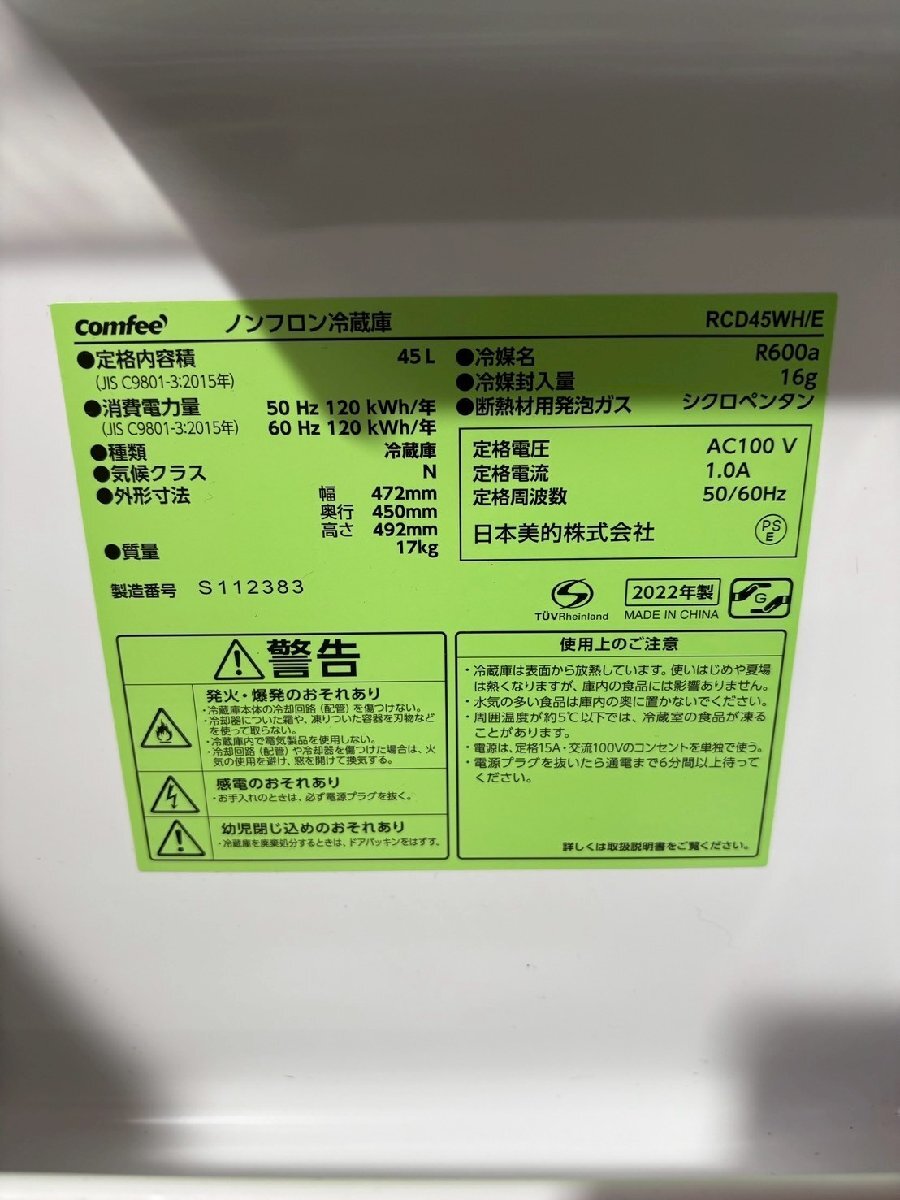 Comfee' ノンフロン冷蔵庫 RCD45WH/E
●定格内容積 45 L
(JIS C9801-3:2015年)
●消費電力量 50 Hz 120 kWh/年
(JIS C9801-3:2015年) 60 Hz 120 kWh/年
●種類 冷蔵庫
●気候クラス N
●外形寸法 幅 472mm
奥行 450mm
高さ 492mm
●質量 17kg
製造番号 S112383
●冷媒名 R600a
●冷媒封入量 16g
●断熱材用発泡ガス シクロペンタン
定格電圧 AC100 V
定格電流 1.0A
定格周波数 50/60Hz
日本美的株式会社 PS E
TÜVRheinland
2022年製
MADE IN CHINA
G
警告
発火・爆発のおそれあり
・冷蔵庫本体の冷却回路(配管)を傷つけない。
・冷却器についた霜や、凍りついた容器を刃物など
を使って取らない。
・冷蔵庫内で電気製品を使用しない。
・冷却回路(配管)や冷却器を傷つけた場合は、火
気の使用を避け、窓を開けて換気する。
感電のおそれあり
・お手入れのときは、必ず電源プラグを抜く。
幼児閉じ込めのおそれあり
・冷蔵庫を廃棄処分するときは、ドアパッキンをはずす。
使用上のご注意
・冷蔵庫は表面から放熱しています。使いはじめや夏場
は熱くなりますが、庫内の食品には影響ありません。
・水気の多い食品は庫内の奥に置かないでください。
・周囲温度が約5℃以下では、冷蔵室の食品が凍る
ことがあります。
・電源は、定格15A・交流100Vのコンセントを単独で使う。
・電源プラグを抜いたら通電まで6分間以上待って
ください。
詳しくは取扱説明書をご覧ください。